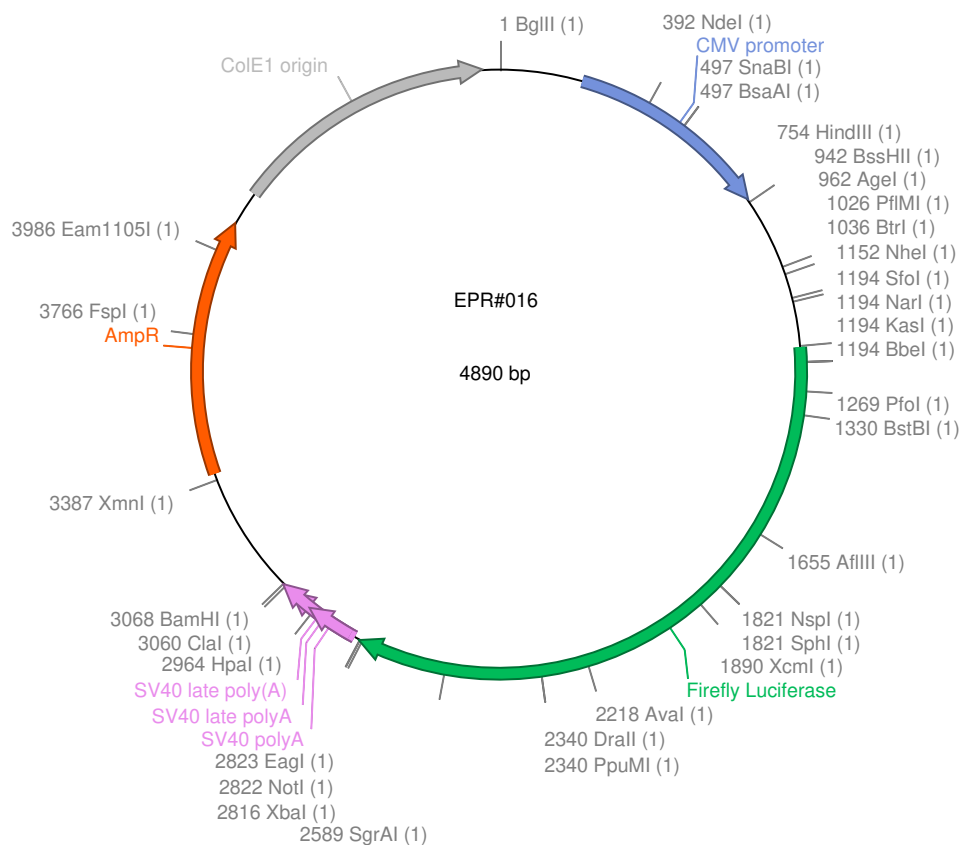 1 BglII (1)
392 NdeI (1)
CMV promoter
497 SnaBI (1)
497 BsaAI (1)
754 HindIII (1)
942 BssHII (1)
962 AgeI (1)
1026 PflMI (1)
1036 BtrI (1)
1152 NheI (1)
1194 SfoI (1)
1194 NarI (1)
1194 KasI (1)
1194 BbeI (1)
1269 PfoI (1)
1330 BstBI (1)
1655 AflIII (1)
1821 NspI (1)
1821 SphI (1)
1890 XcmI (1)
Firefly Luciferase
2218 AvaI (1)
2340 DraII (1)
2340 PpuMI (1)
2589 SgrAI (1)
2816 XbaI (1)
2822 NotI (1)
2823 EagI (1)
SV40 polyA
SV40 late polyA
SV40 late poly(A)
2964 HpaI (1)
3060 ClaI (1)
3068 BamHI (1)
3387 XmnI (1)
AmpR
3766 FspI (1)
3986 Eam1105I (1)
ColE1 origin
EPR#016
4890 bp